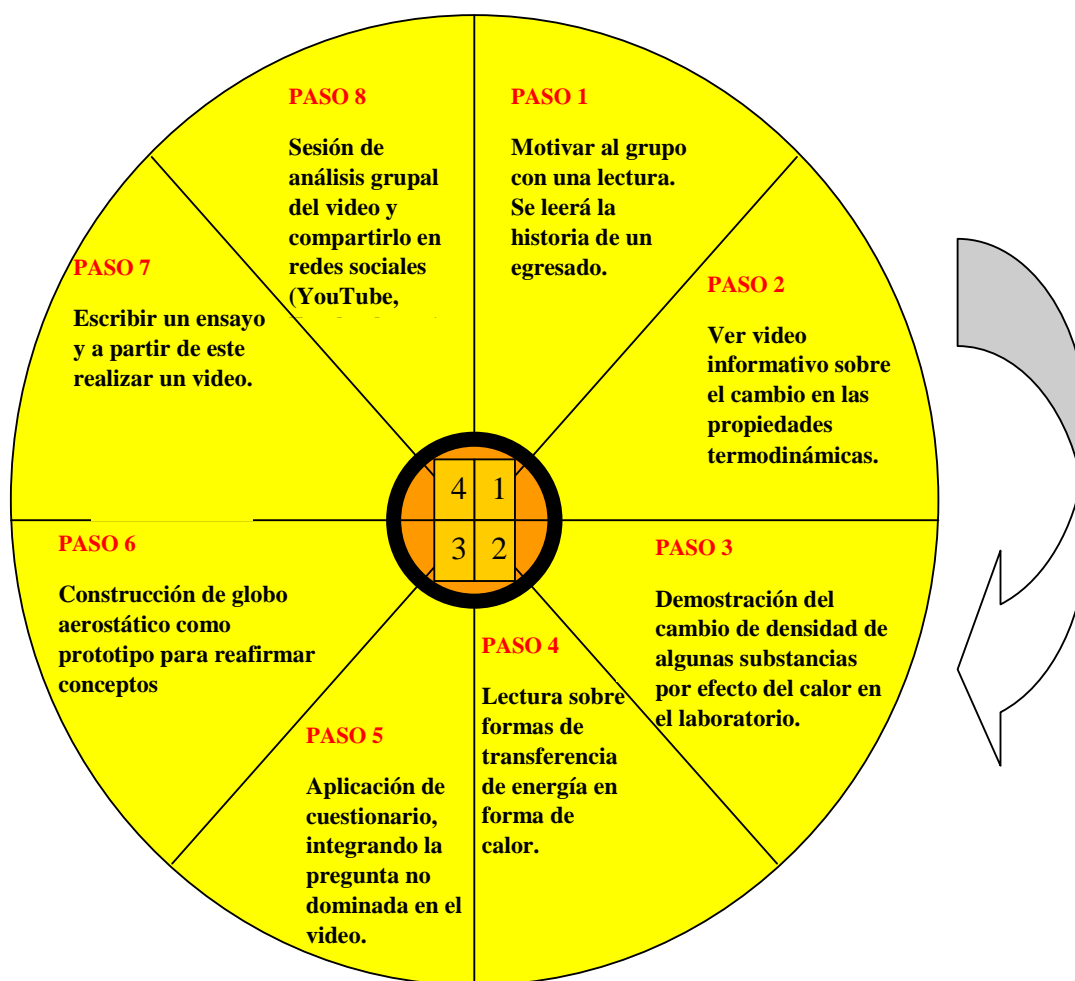 PASO 1
Motivar al grupo
con una lectura.
Se leerá la
historia de un
egresado.
PASO 2
Ver video
informativo sobre
el cambio en las
propiedades
termodinámicas.
PASO 3
Demostración del
cambio de densidad de
algunas substancias
por efecto del calor en
el laboratorio.
PASO 4
Lectura sobre
formas de
transferencia
de energía en
forma de
calor.
PASO 5
Aplicación de
cuestionario,
integrando la
pregunta no
dominada en el
video.
PASO 6
Construcción de globo
aerostático como
prototipo para reafirmar
conceptos
PASO 7
Escribir un ensayo
y a partir de este
realizar un video.
PASO 8
Sesión de
análisis grupal
del video y
compartirlo en
redes sociales
(YouTube,
4 1
3 2